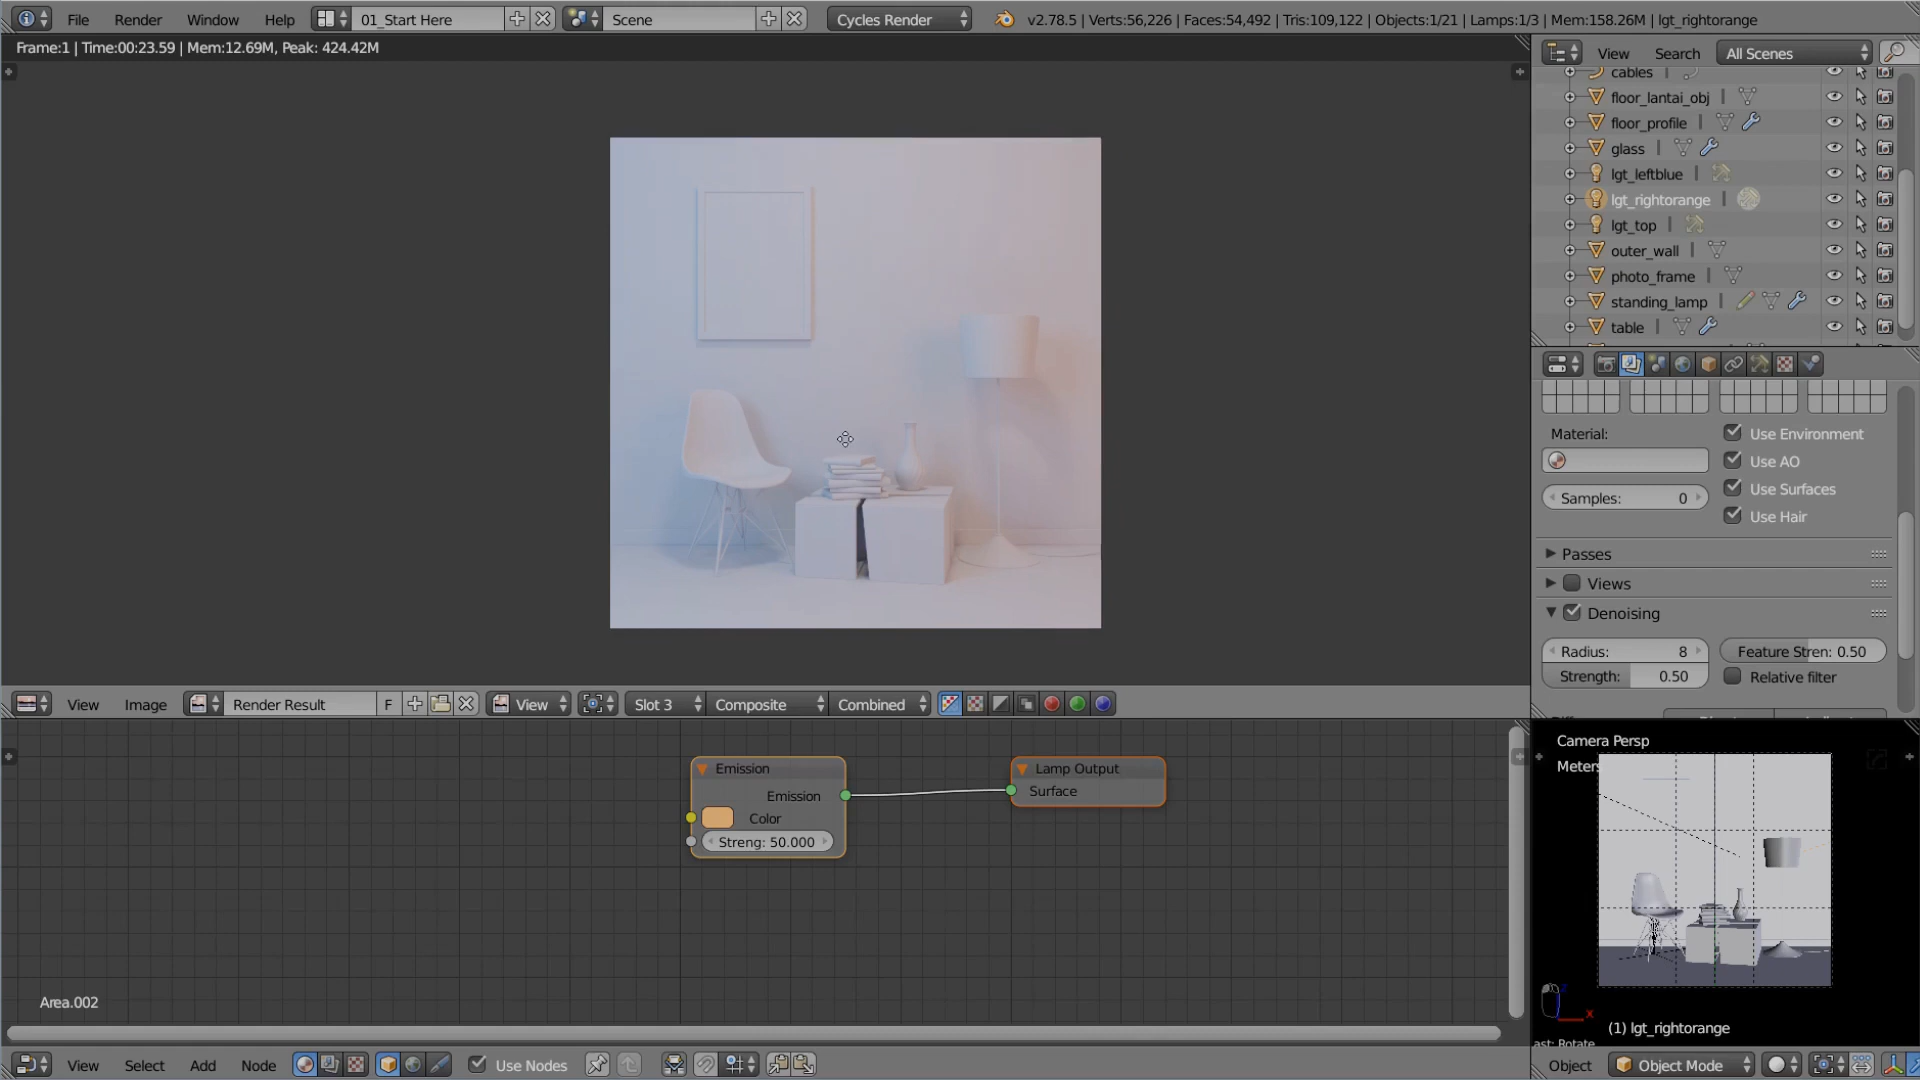 File Render Window Help 01_Start Here Scene Cycles Render v2.78.5 | Verts:56,226 | Faces:54,492 | Tris:109,122 | Objects:1/21 | Lamps:1/3 | Mem:158.26M | lgt_rightorange
Frame:1 | Time:00:23.59 | Mem:12.69M, Peak: 424.42M
View Search All Scenes
cables
floor_lantai_obj
floor_profile
glass
lgt_leftblue
lgt_rightorange
lgt_top
outer_wall
photo_frame
standing_lamp
table
Material: Use Environment
Use AO
Samples: 0 Use Surfaces
Use Hair
Passes
Views
Denoising
Radius: 8 Feature Stren: 0.50
Strength: 0.50 Relative filter
View Image Render Result F View Slot 3 Composite Combined
Emission
Emission
Color
Streng: 50.000
Lamp Output
Surface
Area.002
Camera Persp
Meters
(1) lgt_rightorange
ast: Rotate
View Select Add Node Use Nodes
Object Object Mode